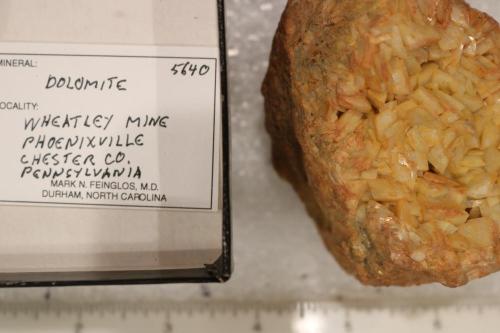 MINERAL: 5640
DOLOMITE
LOCALITY:
WHEATLEY MINE
PHOENIXVILLE
CHESTER CO.
PENNSYLVANIA
MARK N. FEINGLOS, M.D.
DURHAM, NORTH CAROLINA